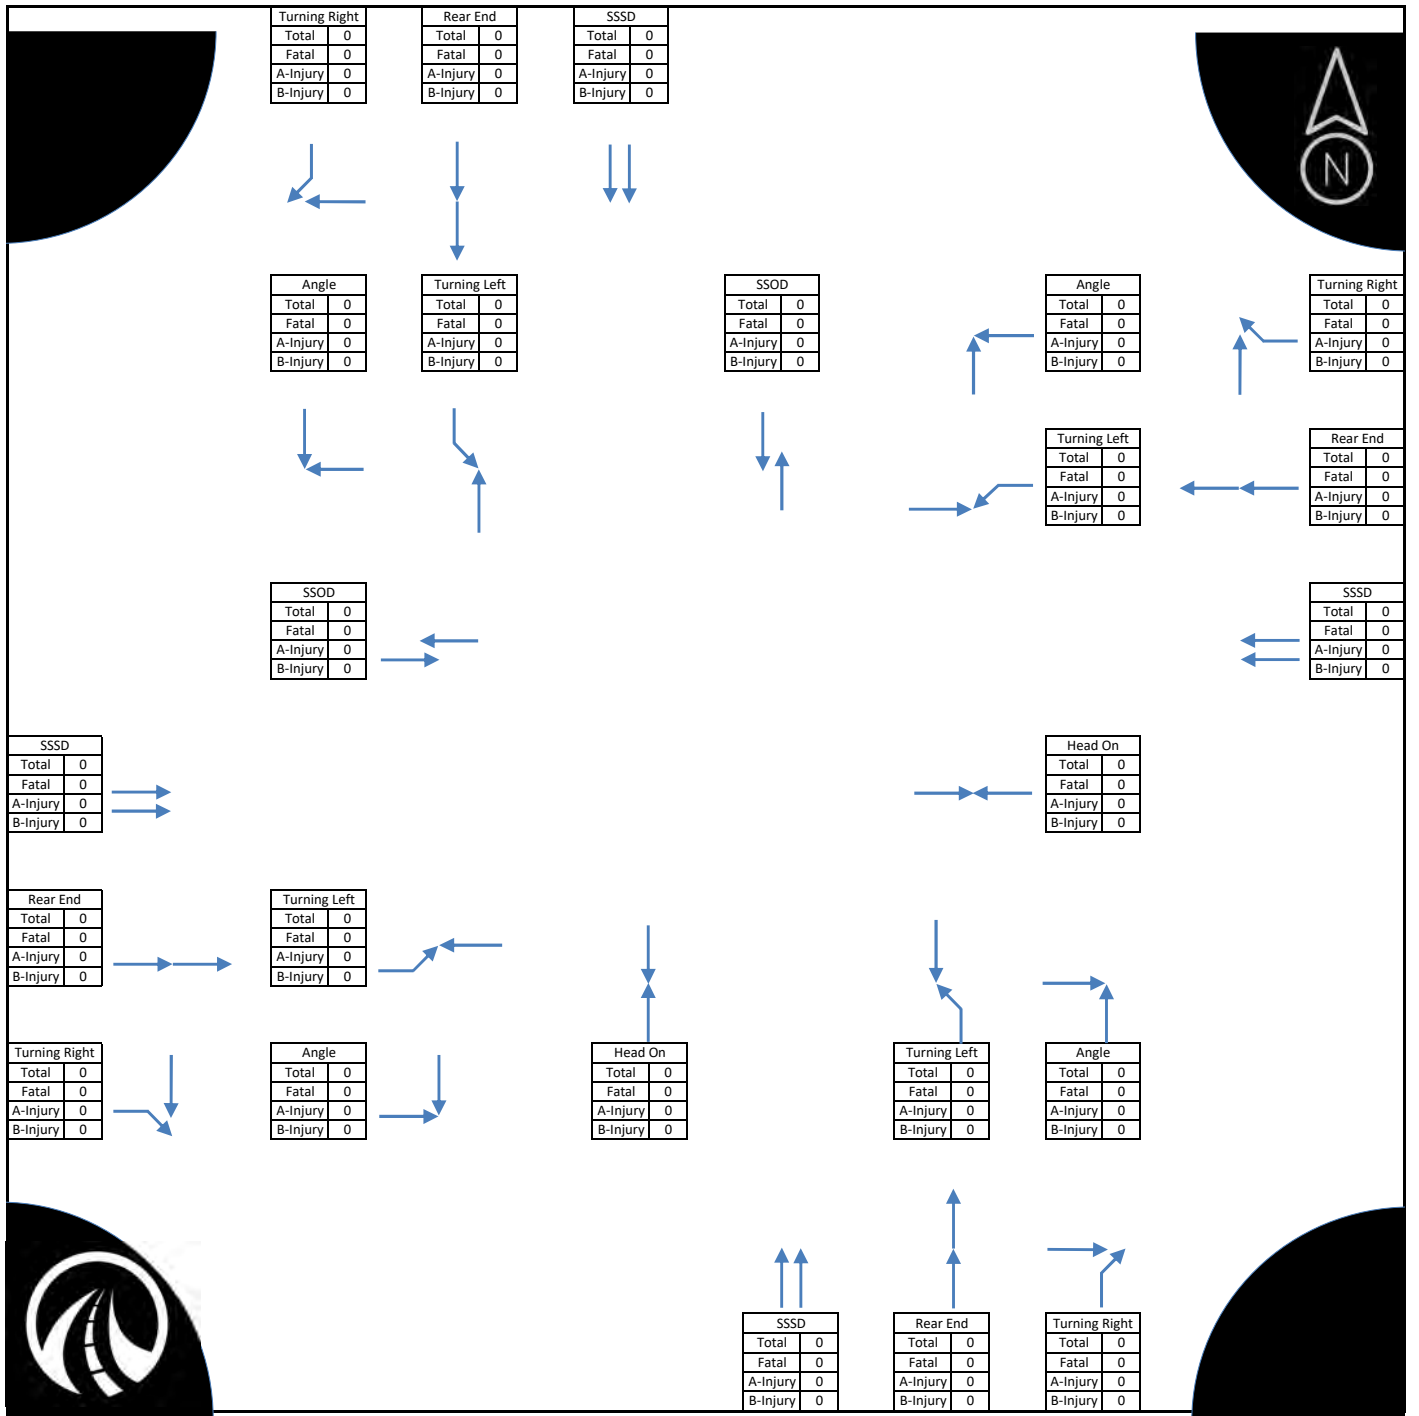 Turning Right Rear End SSSD
Total 0 Total 0 Total 0
Fatal 0 Fatal 0 Fatal 0
A-Injury 0 A-Injury 0 A-Injury 0
B-Injury 0 B-Injury 0 B-Injury 0
N
Angle Turning Left SSOD Angle Turning Right
Total 0 Total 0 Total 0 Total 0 Total 0
Fatal 0 Fatal 0 Fatal 0 Fatal 0 Fatal 0
A-Injury 0 A-Injury 0 A-Injury 0 A-Injury 0 A-Injury 0
B-Injury 0 B-Injury 0 B-Injury 0 B-Injury 0 B-Injury 0
Turning Left Rear End
Total 0 Total 0
Fatal 0 Fatal 0
A-Injury 0 A-Injury 0
B-Injury 0 B-Injury 0
SSOD SSSD
Total 0 Total 0
Fatal 0 Fatal 0
A-Injury 0 A-Injury 0
B-Injury 0 B-Injury 0
SSSD Head On
Total 0 Total 0
Fatal 0 Fatal 0
A-Injury 0 A-Injury 0
B-Injury 0 B-Injury 0
Rear End Turning Left
Total 0 Total 0
Fatal 0 Fatal 0
A-Injury 0 A-Injury 0
B-Injury 0 B-Injury 0
Turning Right Angle Head On Turning Left Angle
Total 0 Total 0 Total 0 Total 0 Total 0
Fatal 0 Fatal 0 Fatal 0 Fatal 0 Fatal 0
A-Injury 0 A-Injury 0 A-Injury 0 A-Injury 0 A-Injury 0
B-Injury 0 B-Injury 0 B-Injury 0 B-Injury 0 B-Injury 0
SSSD Rear End Turning Right
Total 0 Total 0 Total 0
Fatal 0 Fatal 0 Fatal 0
A-Injury 0 A-Injury 0 A-Injury 0
B-Injury 0 B-Injury 0 B-Injury 0